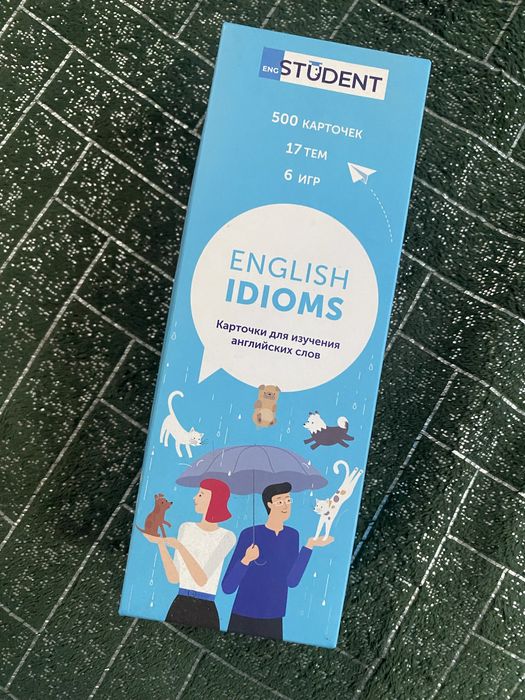 ENG STUDENT
500 КАРТОЧЕК
17 ТЕМ
6 ИГР
ENGLISH
IDIOMS
Карточки для изучения
английских слов